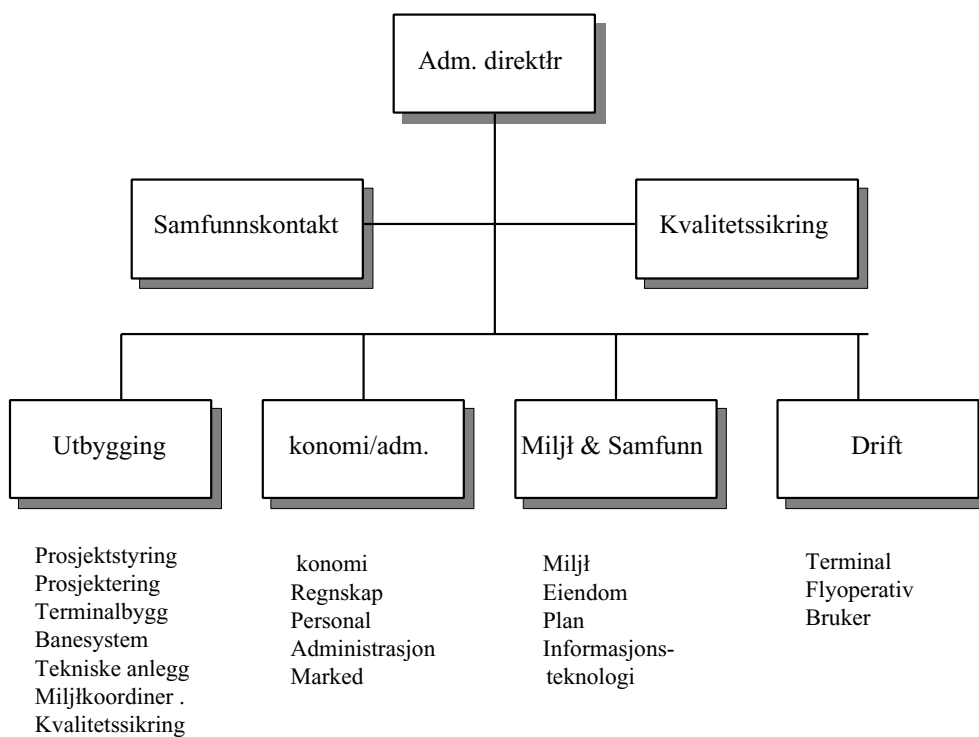 Adm. direktłr
Samfunnskontakt
Kvalitetssikring
Utbygging
konomi/adm.
Miljł & Samfunn
Drift
Prosjektstyring
Prosjektering
Terminalbygg
Banesystem
Tekniske anlegg
Miljłkoordiner .
Kvalitetssikring
konomi
Regnskap
Personal
Administrasjon
Marked
Miljł
Eiendom
Plan
Informasjons-
teknologi
Terminal
Flyoperativ
Bruker